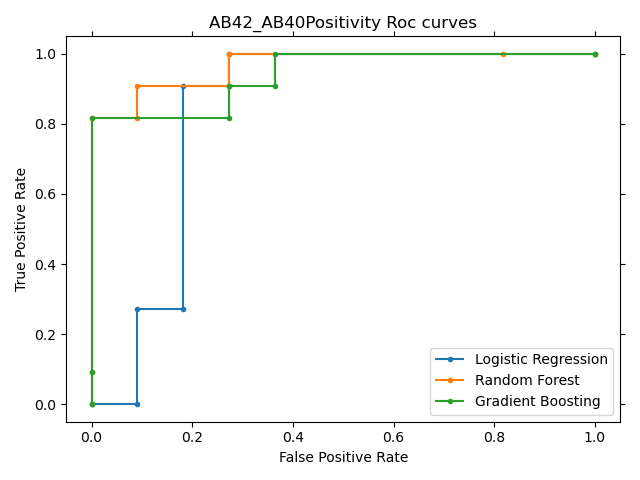 AB42_AB40Positivity Roc curves
1.0
0.8
0.6
0.4
0.2
0.0
True Positive Rate
0.0 0.2 0.4 0.6 0.8 1.0
False Positive Rate
Logistic Regression
Random Forest
Gradient Boosting